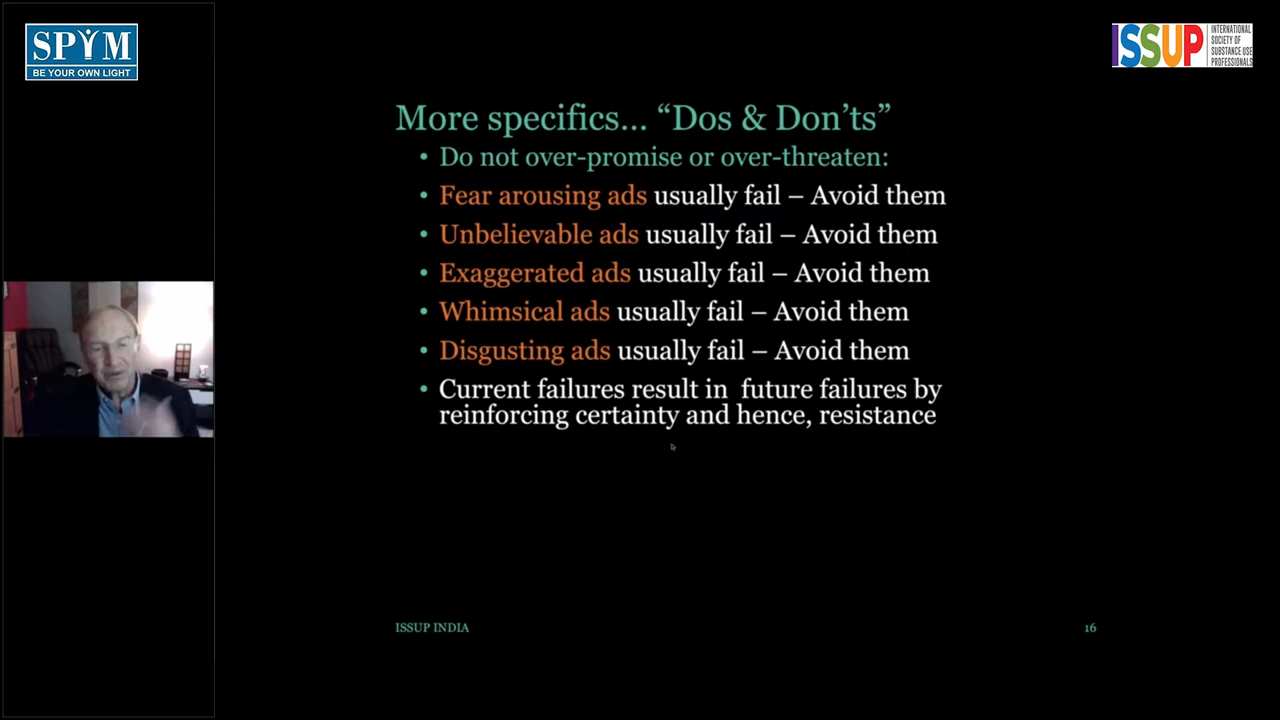 SPYM
BE YOUR OWN LIGHT
ISSUP
INTERNATIONAL
SOCIETY OF
SUBSTANCE USE
PROFESSIONALS
More specifics... “Dos & Don’ts”
• Do not over-promise or over-threaten:
• Fear arousing ads usually fail – Avoid them
• Unbelievable ads usually fail – Avoid them
• Exaggerated ads usually fail – Avoid them
• Whimsical ads usually fail – Avoid them
• Disgusting ads usually fail – Avoid them
• Current failures result in future failures by
reinforcing certainty and hence, resistance
ISSUP INDIA
16